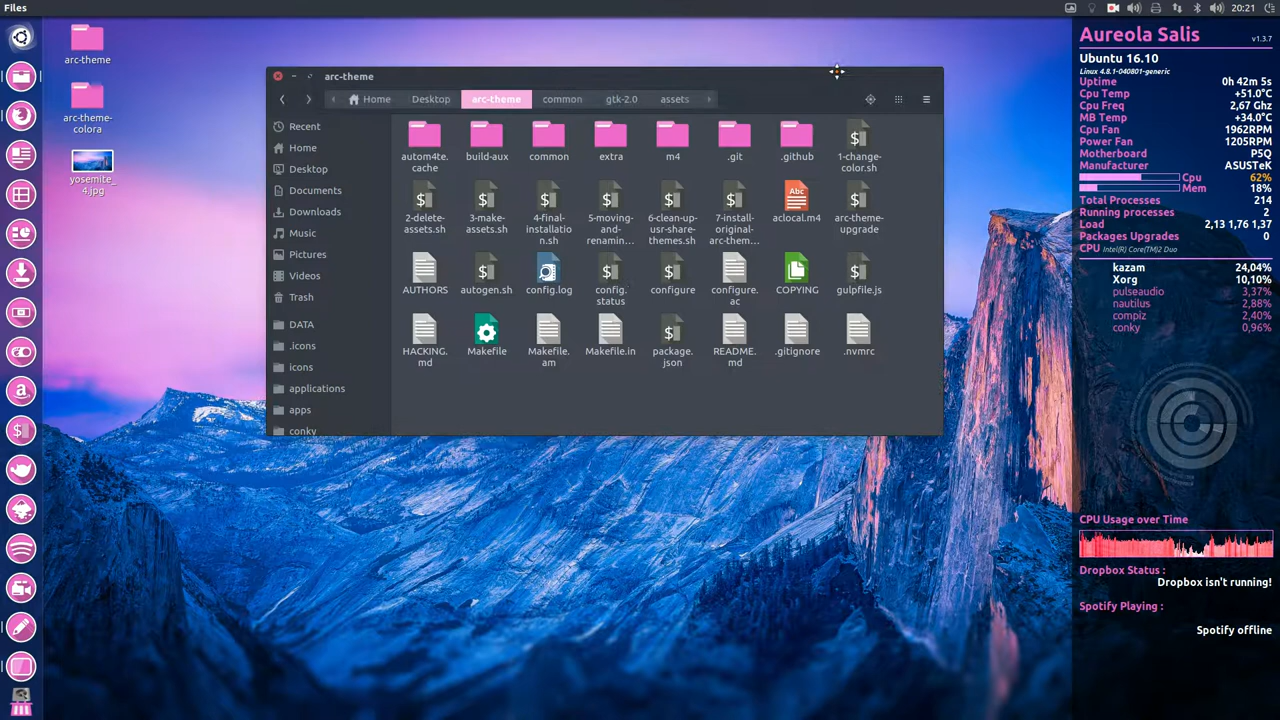 Files
20:21
arc-theme
arc-theme-
colora
yosemite_
4.jpg
arc-theme
Home
Desktop
arc-theme
common
gtk-2.0
assets
Recent
Home
Desktop
Documents
Downloads
Music
Pictures
Videos
Trash
DATA
.icons
icons
applications
apps
conky
autom4te.
cache
build-aux
common
extra
m4
.git
.github
1-change-
color.sh
2-delete-
assets.sh
3-make-
assets.sh
4-final-
installatio
n.sh
5-moving-
and-
renamin...
6-clean-up-
usr-share-
themes.sh
7-install-
original-
arc-them...
Abc
aclocal.m4
arc-theme-
upgrade
AUTHORS
autogen.sh
config.log
config.
status
configure
configure.
ac
COPYING
gulpfile.js
HACKING.
md
Makefile
Makefile.
am
Makefile.in
package.
json
README.
md
.gitignore
.nvmrc
Aureola Salis
v1.3.7
Ubuntu 16.10
Linux 4.8.1-040801-generic
Uptime 0h 42m 5s
Cpu Temp +51.0°C
Cpu Freq 2,67 Ghz
MB Temp +34.0°C
Cpu Fan 1962RPM
Power Fan 1205RPM
Motherboard P5Q
Manufacturer ASUSTeK
Cpu 62%
Mem 18%
Total Processes 214
Running processes 2
Load 2,13 1,76 1,37
Packages Upgrades 0
CPU Intel(R) Core(TM)2 Duo
kazam 24,04%
Xorg 10,10%
pulseaudio 3,37%
nautilus 2,88%
compiz 2,40%
conky 0,96%
CPU Usage over Time
Dropbox Status :
Dropbox isn't running!
Spotify Playing :
Spotify offline